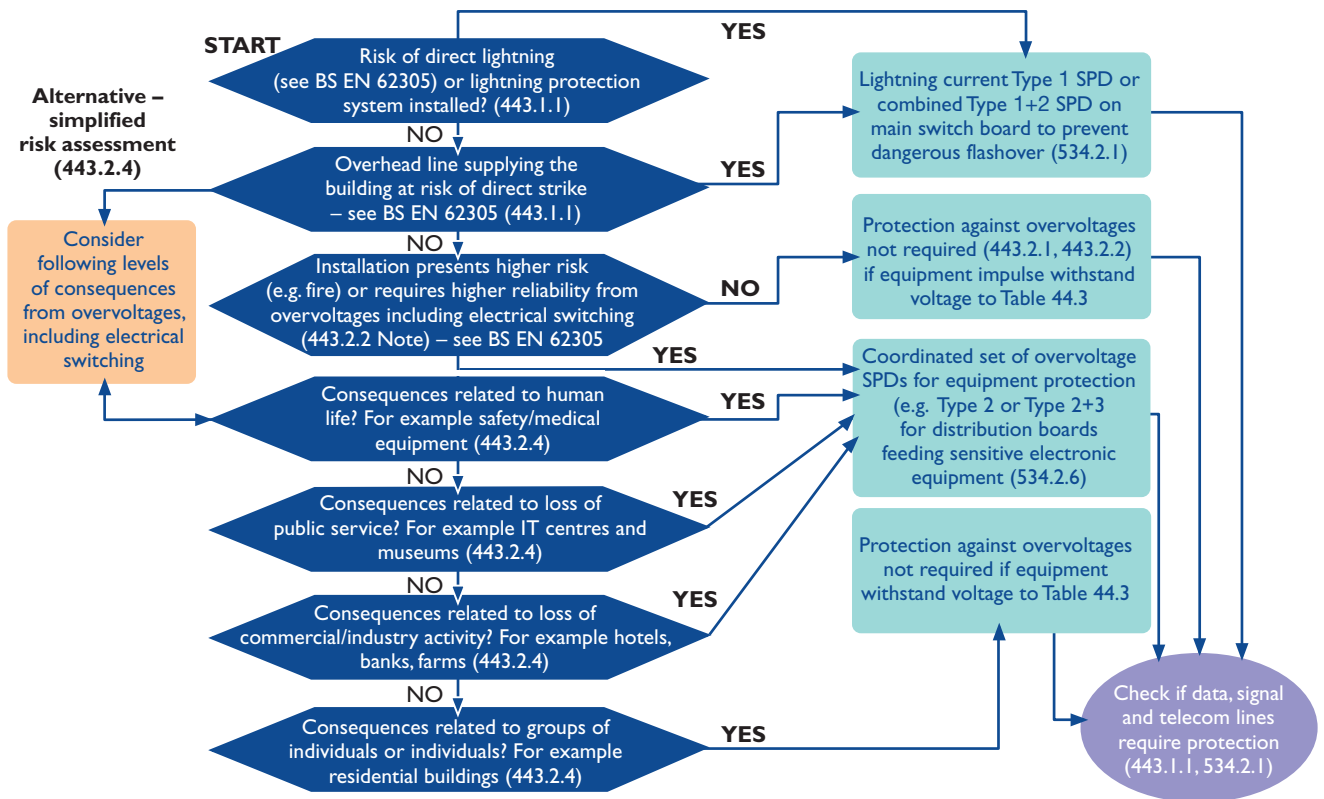 START
YES
Risk of direct lightning
(see BS EN 62305) or lightning protection
system installed? (443.1.1)
Lightning current Type 1 SPD or
combined Type 1+2 SPD on
main switch board to prevent
dangerous flashover (534.2.1)
Alternative –
simplified
risk assessment
(443.2.4)
NO
Overhead line supplying the
building at risk of direct strike
– see BS EN 62305 (443.1.1)
YES
Consider
following levels
of consequences
from overvoltages,
including electrical
switching
NO
Installation presents higher risk
(e.g. fire) or requires higher reliability from
overvoltages including electrical switching
(443.2.2 Note) – see BS EN 62305
NO
Protection against overvoltages
not required (443.2.1, 443.2.2)
if equipment impulse withstand
voltage to Table 44.3
YES
Coordinated set of overvoltage
SPDs for equipment protection
(e.g. Type 2 or Type 2+3
for distribution boards
feeding sensitive electronic
equipment (534.2.6)
Consequences related to human
life? For example safety/medical
equipment (443.2.4)
YES
NO
Consequences related to loss of
public service? For example IT centres and
museums (443.2.4)
YES
Protection against overvoltages
not required if equipment
withstand voltage to Table 44.3
NO
Consequences related to loss of
commercial/industry activity? For example hotels,
banks, farms (443.2.4)
YES
NO
Consequences related to groups of
individuals or individuals? For example
residential buildings (443.2.4)
YES
Check if data, signal
and telecom lines
require protection
(443.1.1, 534.2.1)